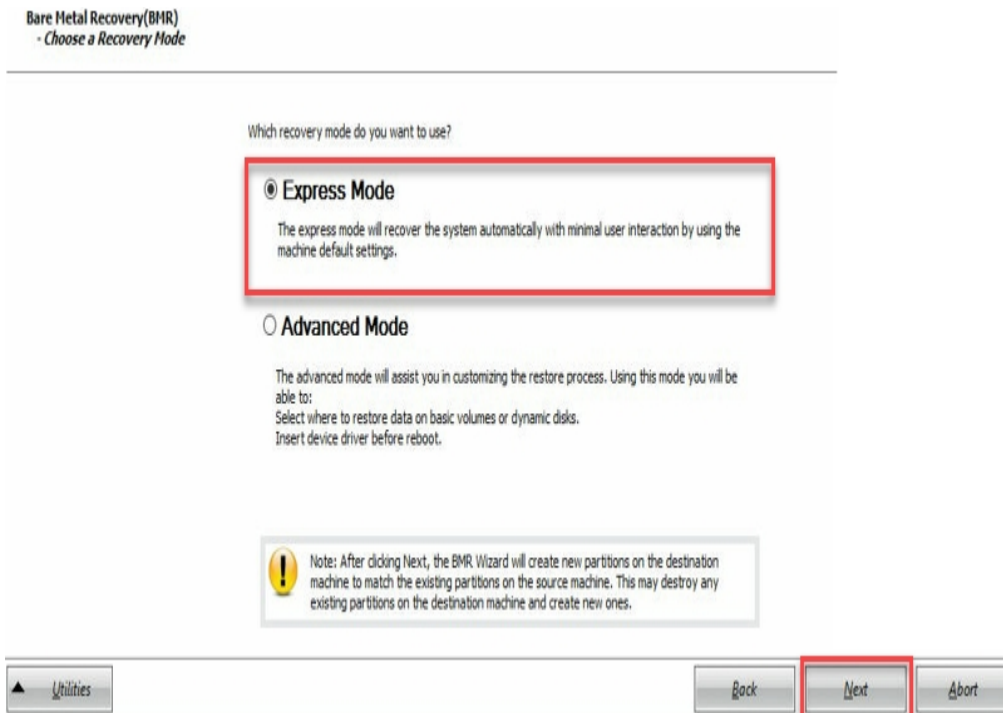 Bare Metal Recovery(BMR)
- Choose a Recovery Mode
Which recovery mode do you want to use?
Express Mode
The express mode will recover the system automatically with minimal user interaction by using the
machine default settings.
Advanced Mode
The advanced mode will assist you in customizing the restore process. Using this mode you will be
able to:
Select where to restore data on basic volumes or dynamic disks.
Insert device driver before reboot.
Note: After clicking Next, the BMR Wizard will create new partitions on the destination
machine to match the existing partitions on the source machine. This may destroy any
existing partitions on the destination machine and create new ones.
Utilities
Back
Next
Abort